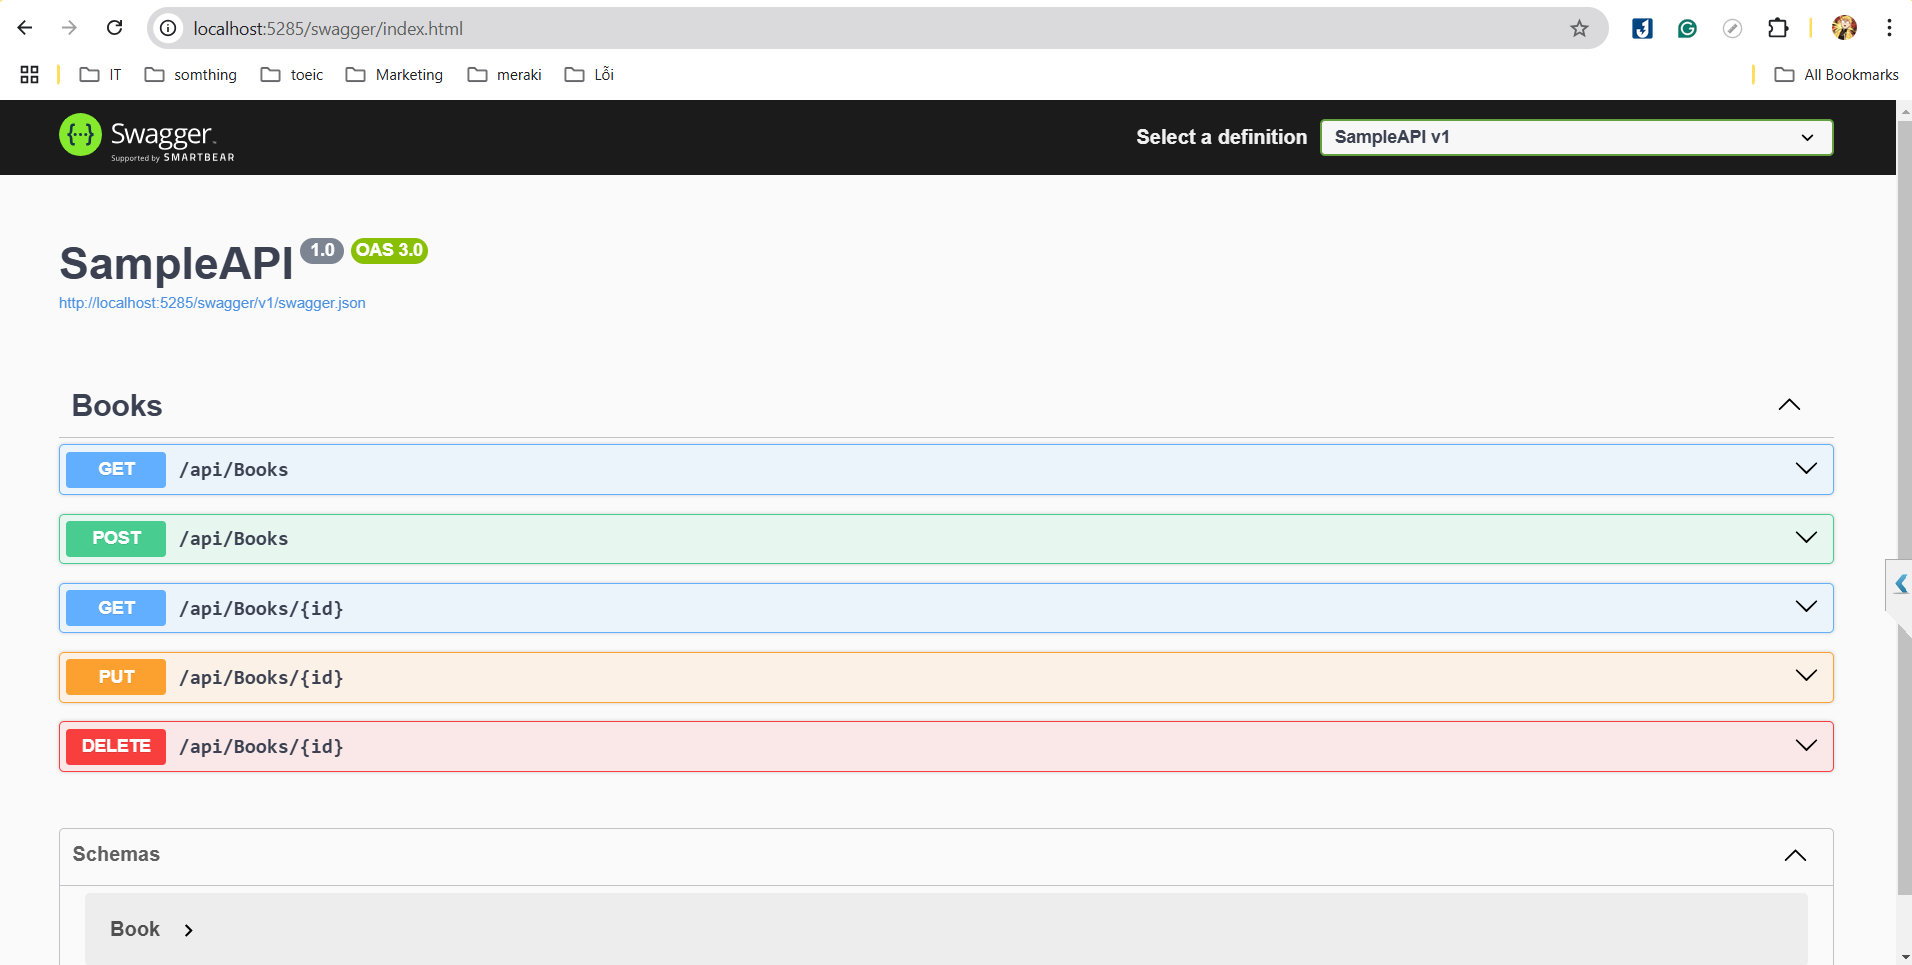 localhost:5285/swagger/index.html
IT somthing toeic Marketing meraki Lỗi All Bookmarks
Swagger.
Supported by SMARTBEAR
Select a definition SampleAPI v1
SampleAPI 1.0 OAS 3.0
http://localhost:5285/swagger/v1/swagger.json
Books
GET /api/Books
POST /api/Books
GET /api/Books/{id}
PUT /api/Books/{id}
DELETE /api/Books/{id}
Schemas
Book